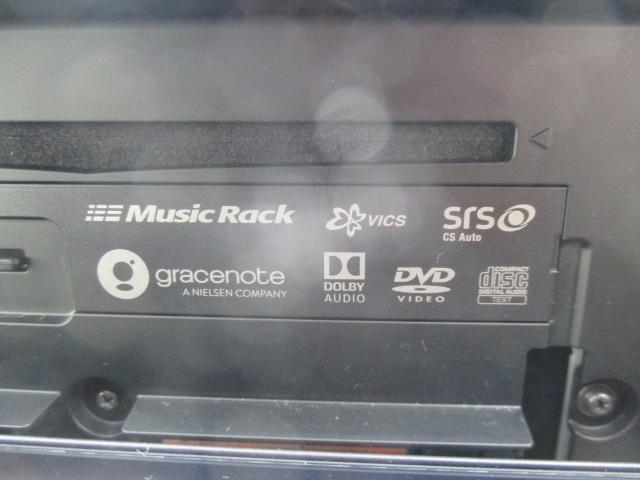 Music Rack
VICS
SRS
CS Auto
gracenote
A NIELSEN COMPANY
DOLBY
AUDIO
DVD
VIDEO
COMPACT
disc
DIGITAL AUDIO
TEXT